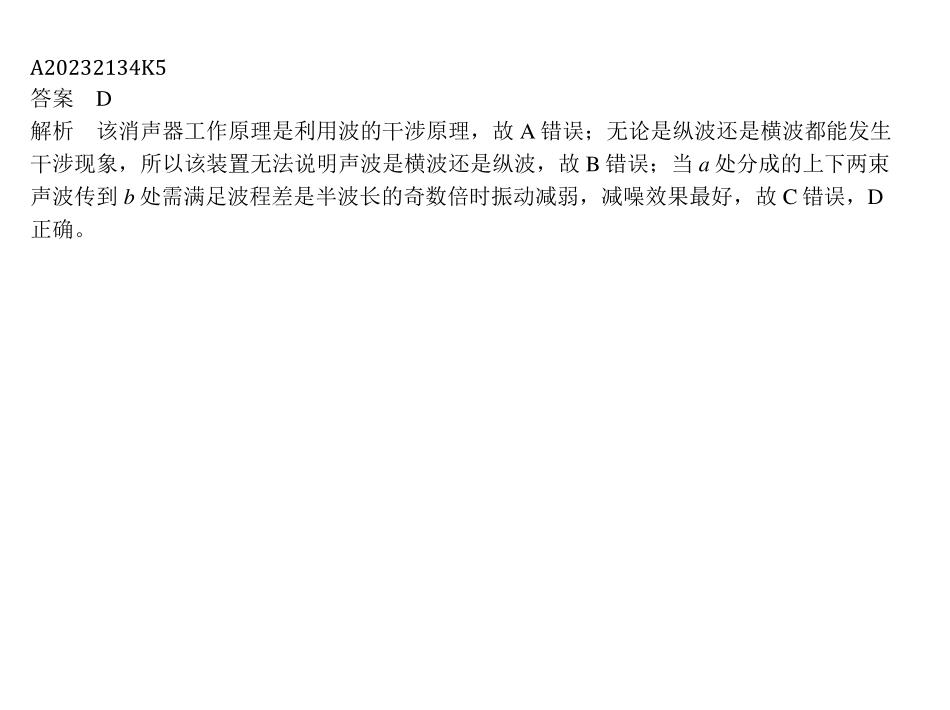 A20232134K5
答案　D
解析　该消声器工作原理是利用波的干涉原理，故 A 错误；无论是纵波还是横波都能发生
干涉现象，所以该装置无法说明声波是横波还是纵波，故 B 错误；当 a 处分成的上下两束
声波传到 b 处需满足波程差是半波长的奇数倍时振动减弱，减噪效果最好，故 C 错误，D
正确。